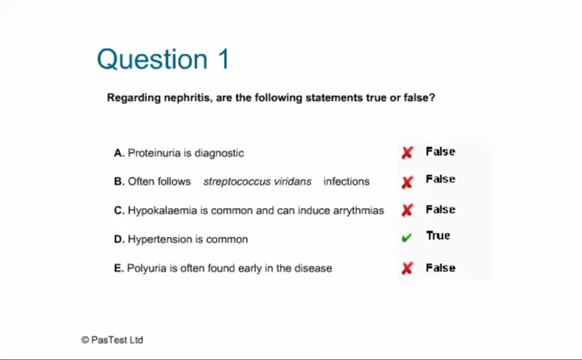 Question 1
Regarding nephritis, are the following statements true or false?
A. Proteinuria is diagnostic False
B. Often follows streptococcus viridans infections False
C. Hypokalaemia is common and can induce arrythmias False
D. Hypertension is common True
E. Polyuria is often found early in the disease False
© PasTest Ltd